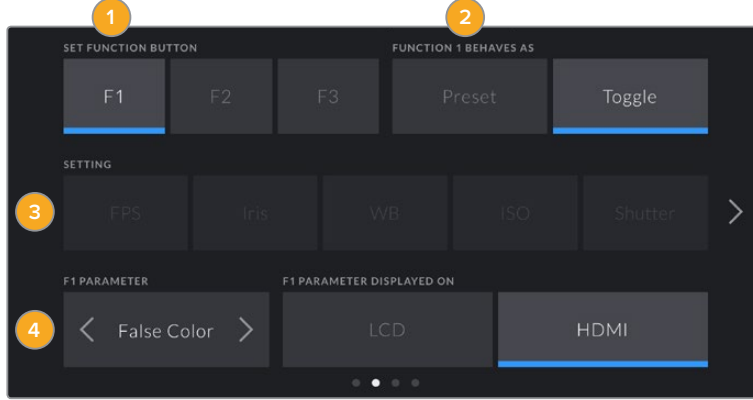 1 2
SET FUNCTION BUTTON FUNCTION 1 BEHAVES AS
F1 F2 F3 Preset Toggle
SETTING
3 FPS Iris WB ISO Shutter
F1 PARAMETER F1 PARAMETER DISPLAYED ON
4 False Color LCD HDMI